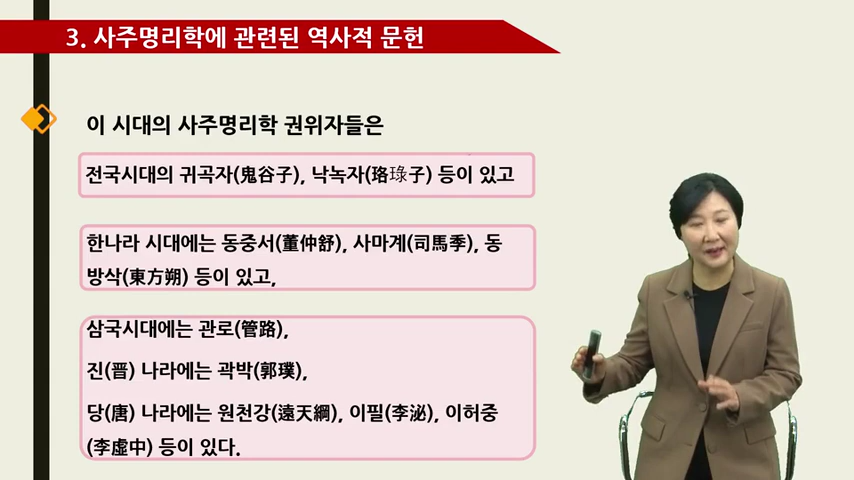 3. 사주명리학에 관련된 역사적 문헌
이 시대의 사주명리학 권위자들은
전국시대의 귀곡자(鬼谷子), 낙녹자(珞琭子) 등이 있고
한나라 시대에는 동중서(董仲舒), 사마계(司馬季), 동
방삭(東方朔) 등이 있고,
삼국시대에는 관로(管路),
진(晋) 나라에는 곽박(郭璞),
당(唐) 나라에는 원천강(遠天綱), 이필(李泌), 이허중
(李虛中) 등이 있다.